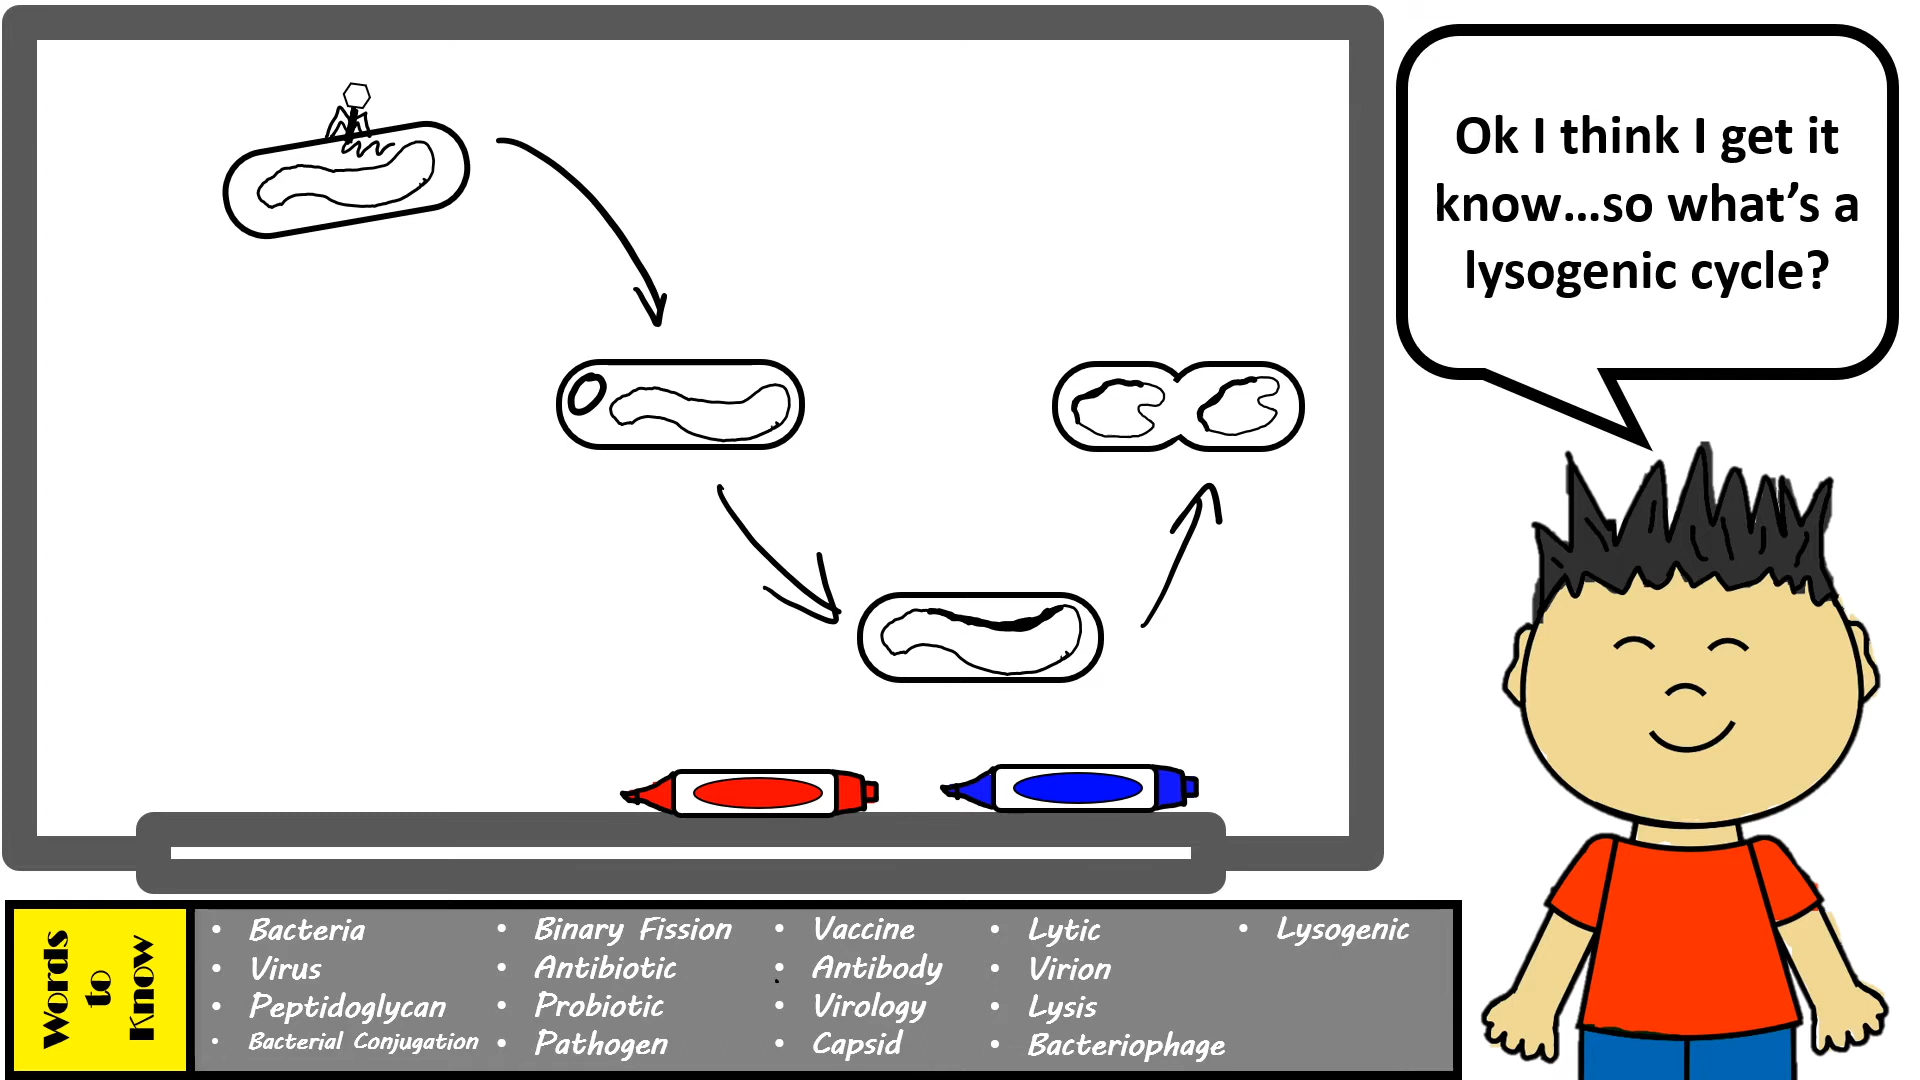 Ok I think I get it
know...so what's a
lysogenic cycle?
Words
to
Know
• Bacteria
• Virus
• Peptidoglycan
• Bacterial Conjugation
• Binary Fission
• Antibiotic
• Probiotic
• Pathogen
• Vaccine
• Antibody
• Virology
• Capsid
• Lytic
• Virion
• Lysis
• Bacteriophage
• Lysogenic